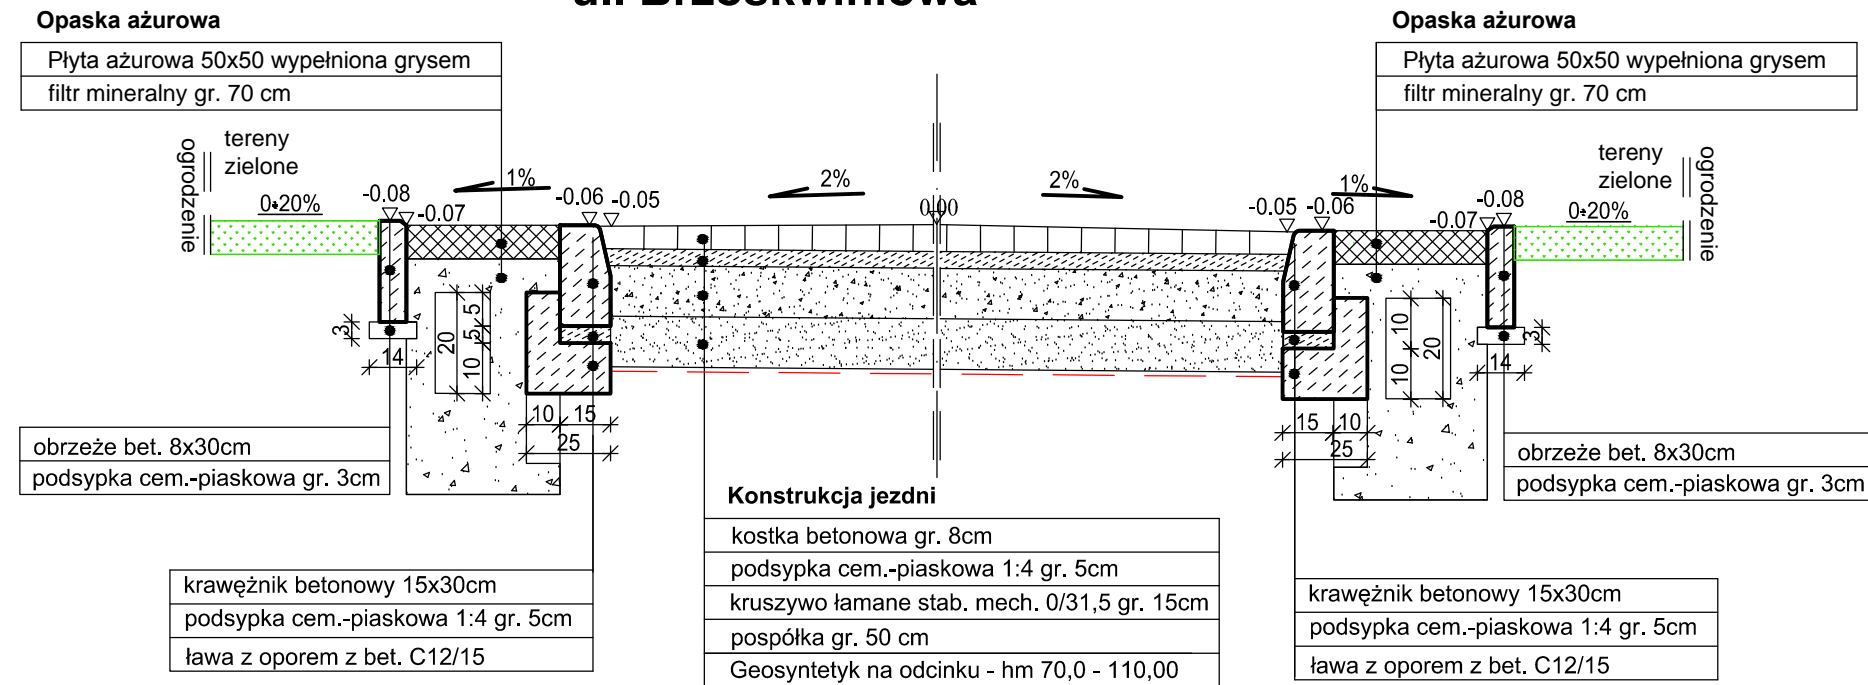 ul. Brzoskwiniowa
Opaska ażurowa
Płyta ażurowa 50x50 wypełniona grysem
filtr mineralny gr. 70 cm
Opaska ażurowa
Płyta ażurowa 50x50 wypełniona grysem
filtr mineralny gr. 70 cm
ogrodzenie
tereny
zielone
0÷20%
-0.08
-0.07
1%
-0.06
-0.05
2%
0.00
2%
-0.05
-0.06
1%
-0.07
-0.08
tereny
zielone
0÷20%
ogrodzenie
3
14
20
5
5
10
10
15
25
10
10
20
3
14
15
10
25
obrzeże bet. 8x30cm
podsypka cem.-piaskowa gr. 3cm
krawężnik betonowy 15x30cm
podsypka cem.-piaskowa 1:4 gr. 5cm
ława z oporem z bet. C12/15
Konstrukcja jezdni
kostka betonowa gr. 8cm
podsypka cem.-piaskowa 1:4 gr. 5cm
kruszywo łamane stab. mech. 0/31,5 gr. 15cm
pospółka gr. 50 cm
Geosyntetyk na odcinku - hm 70,0 - 110,00
obrzeże bet. 8x30cm
podsypka cem.-piaskowa gr. 3cm
krawężnik betonowy 15x30cm
podsypka cem.-piaskowa 1:4 gr. 5cm
ława z oporem z bet. C12/15